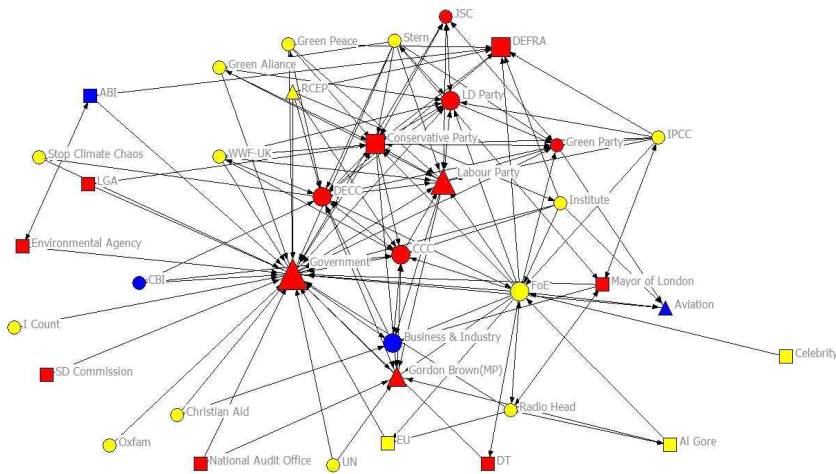 JSC
Green Peace
Stern
DEFRA
Green Aliance
RCEP
ABI
LD Party
Conservative Party
Green Party
IPCC
Stop Climate Chaos
WWF-UK
LGA
Labour Party
DECC
Institute
Environmental Agency
CCC
Government
CBI
FoE
Mayor of London
Aviation
I Count
Business & Industry
Celebrity
SD Commission
Gordon Brown(MP)
Christian Aid
Radio Head
Oxfam
EU
Al Gore
National Audit Office
UN
DT